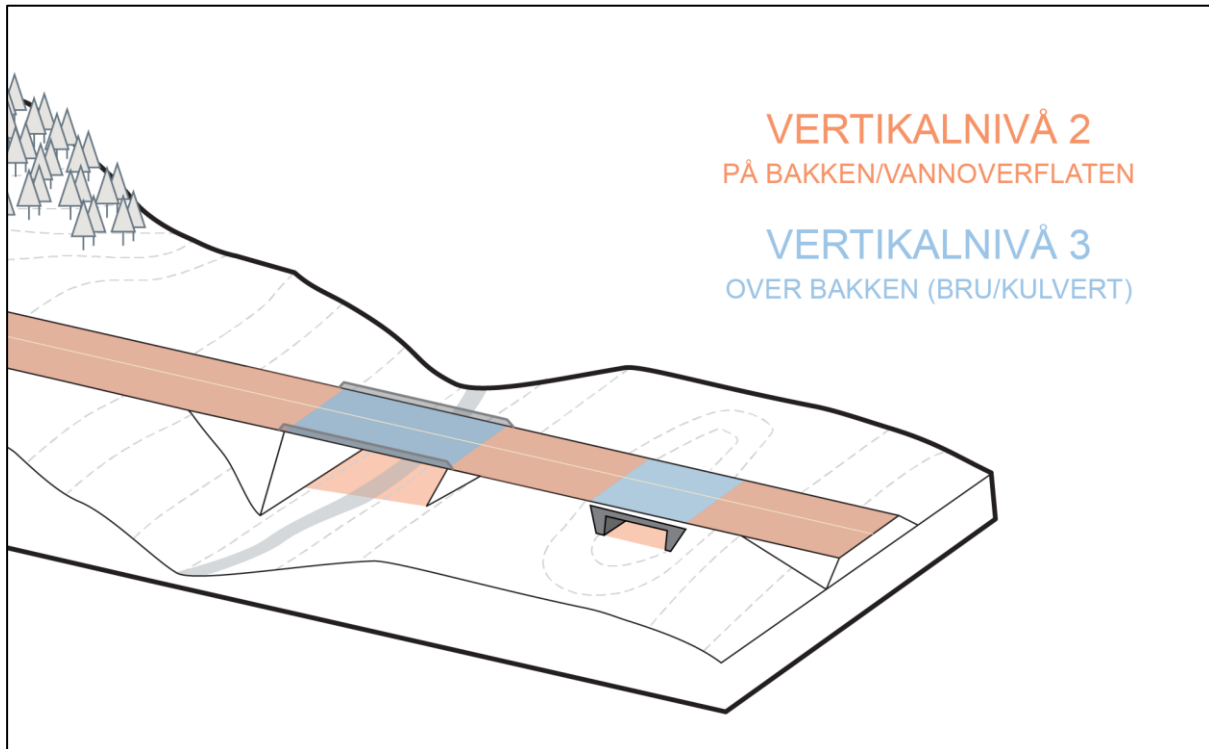 VERTIKALNIVÅ 2
PÅ BAKKEN/VANNOVERFLATEN
VERTIKALNIVÅ 3
OVER BAKKEN (BRU/KULVERT)